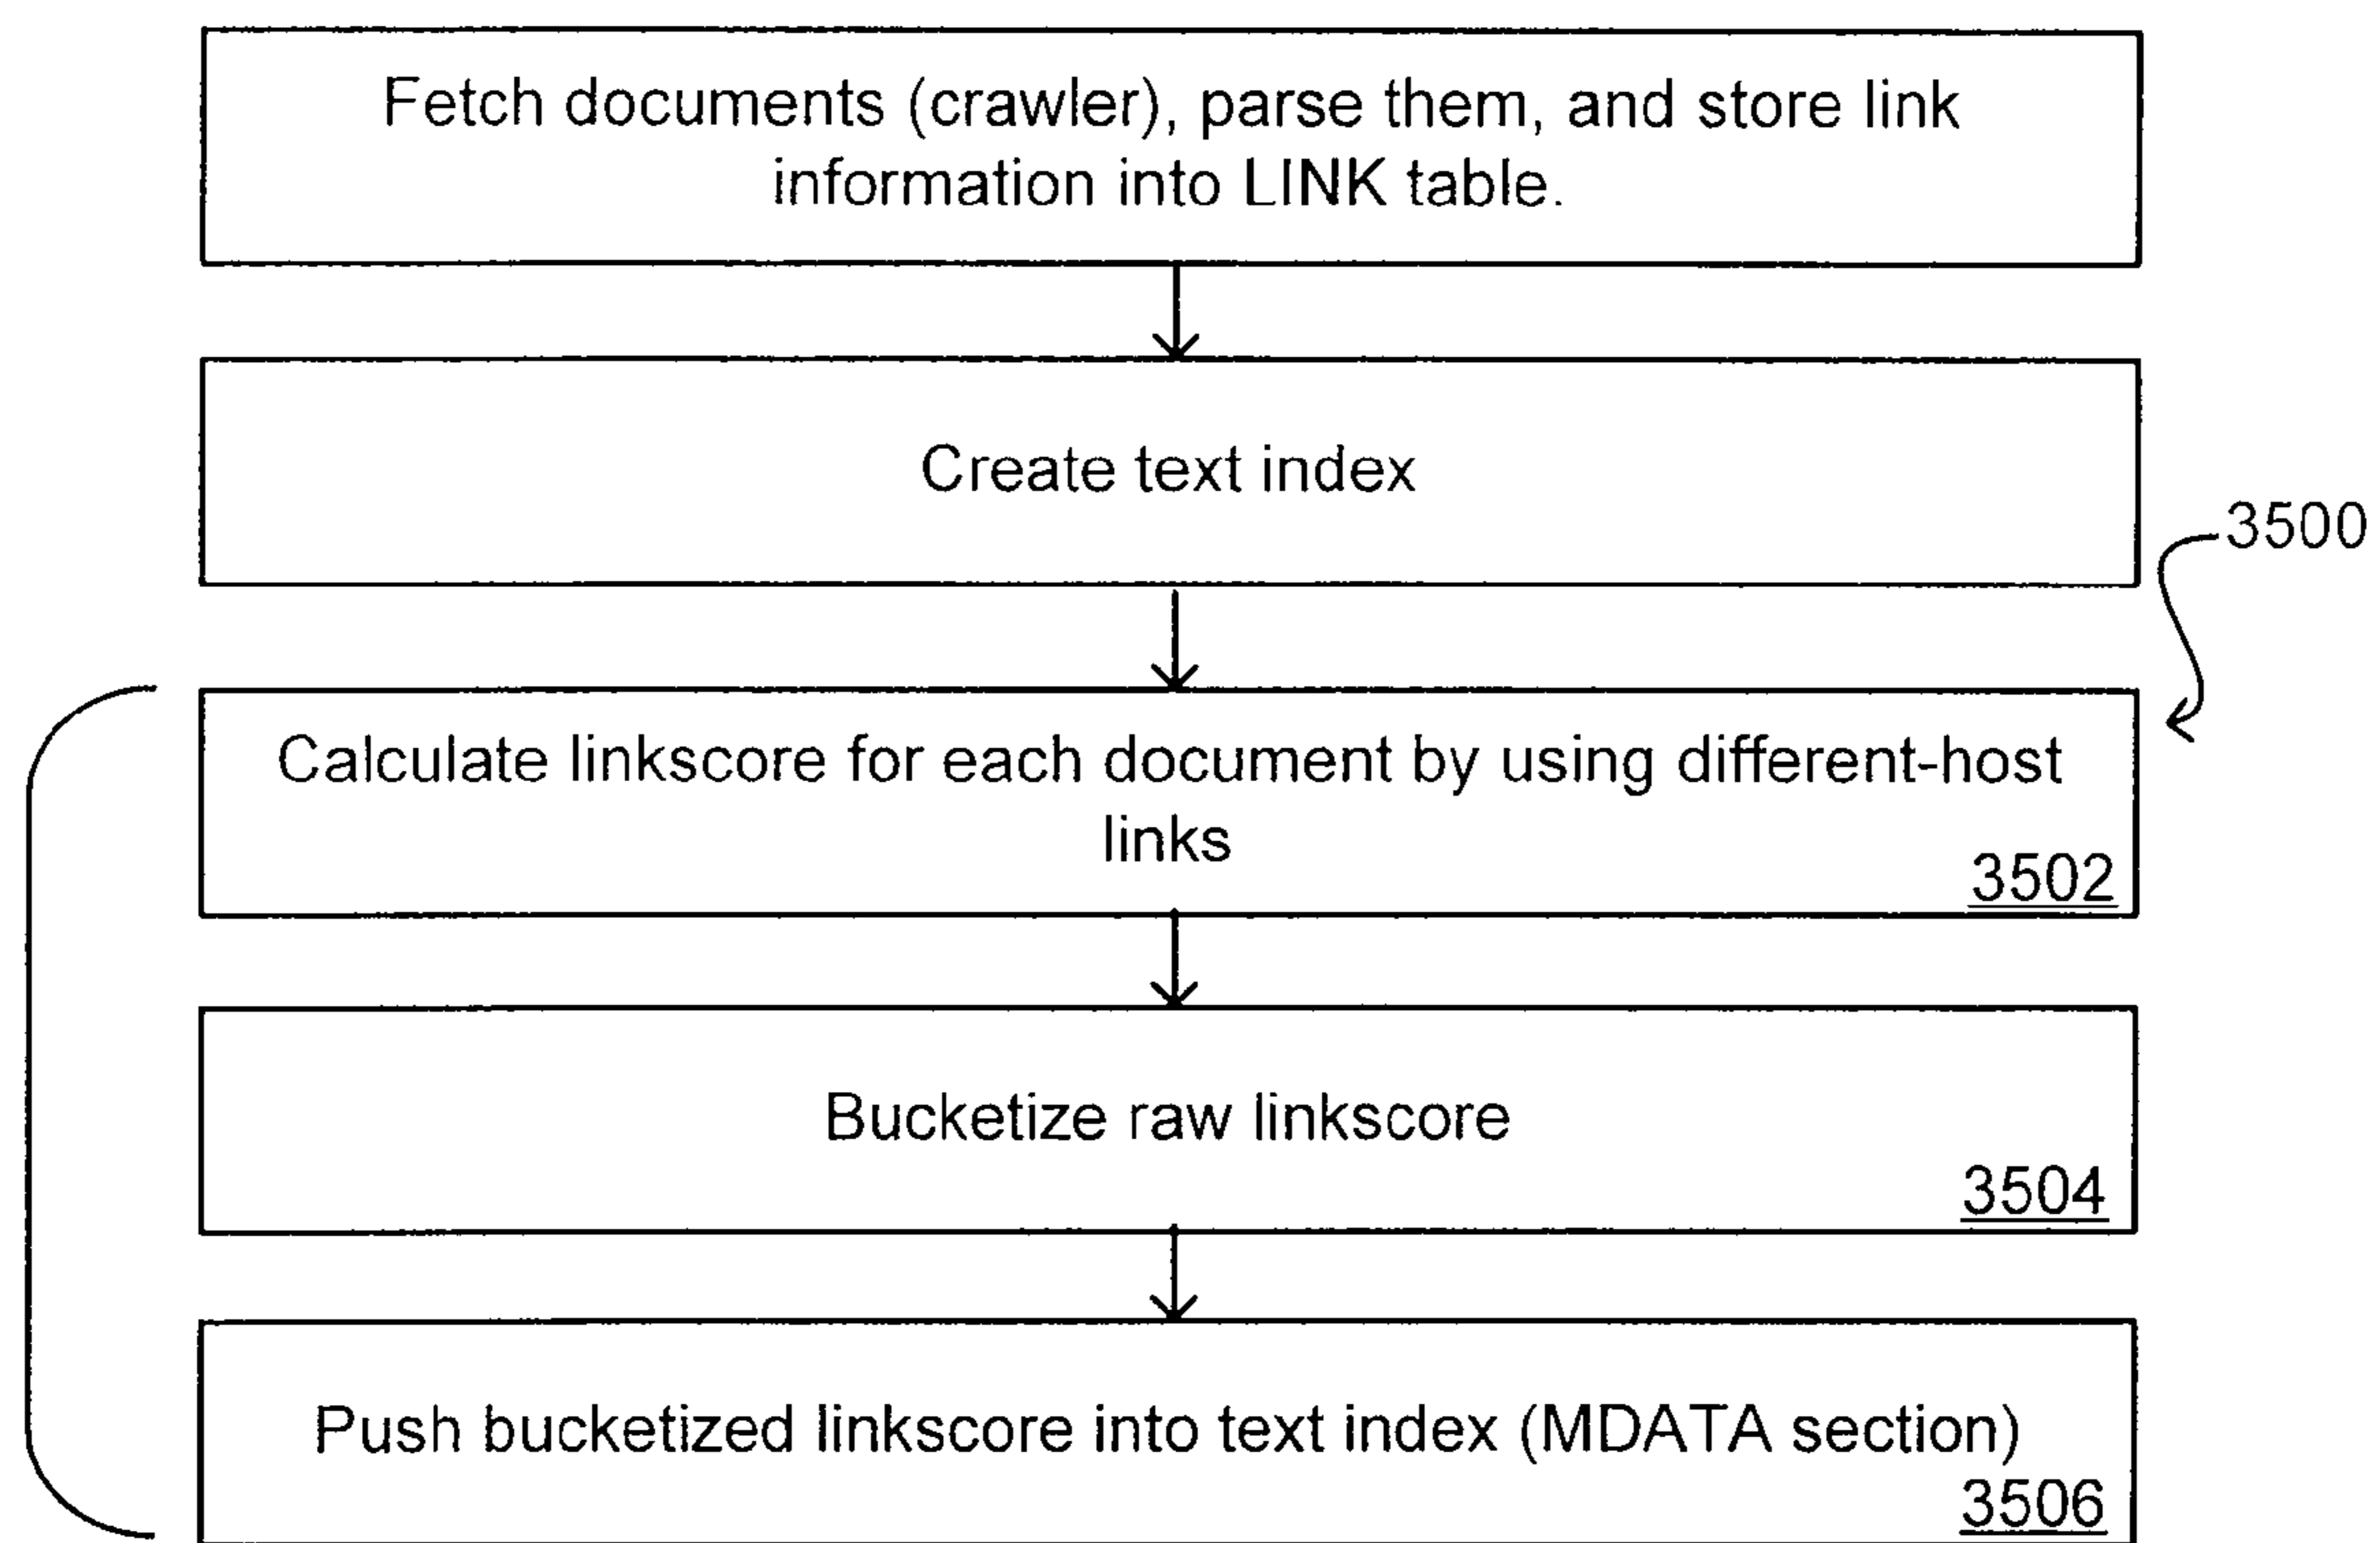 Fetch documents (crawler), parse them, and store link
information into LINK table.
Create text index
3500
Calculate linkscore for each document by using different-host
links
3502
Bucketize raw linkscore
3504
Push bucketized linkscore into text index (MDATA section)
3506